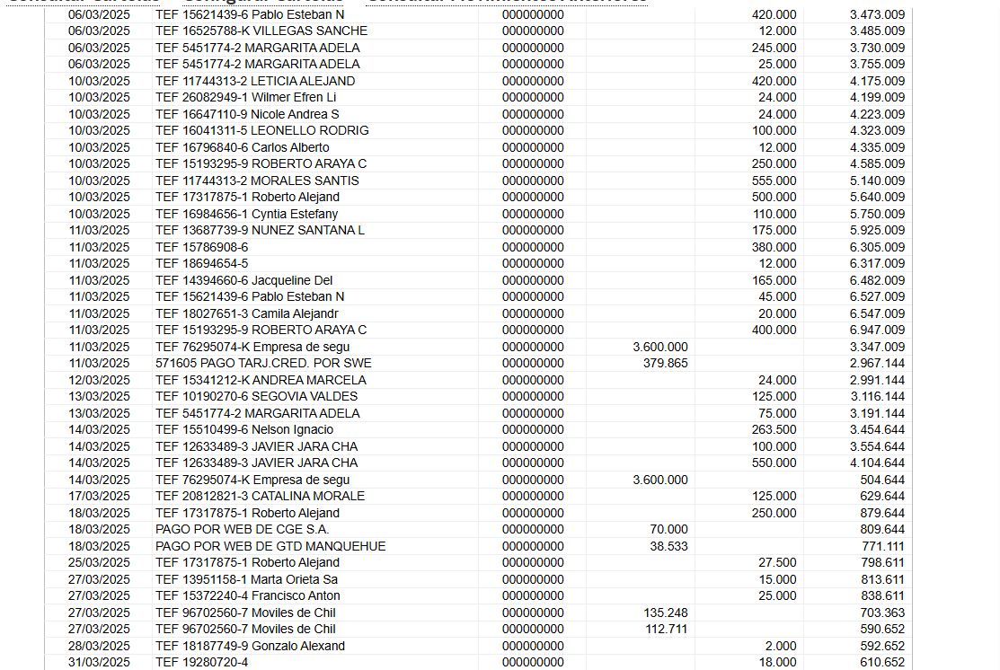 06/03/2025 TEF 15621439-6 Pablo Esteban N 000000000 420.000 3.473.009
06/03/2025 TEF 16525788-K VILLEGAS SANCHE 000000000 12.000 3.485.009
06/03/2025 TEF 5451774-2 MARGARITA ADELA 000000000 245.000 3.730.009
06/03/2025 TEF 5451774-2 MARGARITA ADELA 000000000 25.000 3.755.009
10/03/2025 TEF 11744313-2 LETICIA ALEJAND 000000000 420.000 4.175.009
10/03/2025 TEF 26082949-1 Wilmer Efren Li 000000000 24.000 4.199.009
10/03/2025 TEF 16647110-9 Nicole Andrea S 000000000 24.000 4.223.009
10/03/2025 TEF 16041311-5 LEONELLO RODRIG 000000000 100.000 4.323.009
10/03/2025 TEF 16796840-6 Carlos Alberto 000000000 12.000 4.335.009
10/03/2025 TEF 15193295-9 ROBERTO ARAYA C 000000000 250.000 4.585.009
10/03/2025 TEF 11744313-2 MORALES SANTIS 000000000 555.000 5.140.009
10/03/2025 TEF 17317875-1 Roberto Alejand 000000000 500.000 5.640.009
10/03/2025 TEF 16984656-1 Cyntia Estefany 000000000 110.000 5.750.009
11/03/2025 TEF 13687739-9 NUNEZ SANTANA L 000000000 175.000 5.925.009
11/03/2025 TEF 15786908-6 000000000 380.000 6.305.009
11/03/2025 TEF 18694654-5 000000000 12.000 6.317.009
11/03/2025 TEF 14394660-6 Jacqueline Del 000000000 165.000 6.482.009
11/03/2025 TEF 15621439-6 Pablo Esteban N 000000000 45.000 6.527.009
11/03/2025 TEF 18027651-3 Camila Alejandr 000000000 20.000 6.547.009
11/03/2025 TEF 15193295-9 ROBERTO ARAYA C 000000000 400.000 6.947.009
11/03/2025 TEF 76295074-K Empresa de segu 000000000 3.600.000 3.347.009
11/03/2025 571605 PAGO TARJ.CRED. POR SWE 000000000 379.865 2.967.144
12/03/2025 TEF 15341212-K ANDREA MARCELA 000000000 24.000 2.991.144
13/03/2025 TEF 10190270-6 SEGOVIA VALDES 000000000 125.000 3.116.144
13/03/2025 TEF 5451774-2 MARGARITA ADELA 000000000 75.000 3.191.144
14/03/2025 TEF 15510499-6 Nelson Ignacio 000000000 263.500 3.454.644
14/03/2025 TEF 12633489-3 JAVIER JARA CHA 000000000 100.000 3.554.644
14/03/2025 TEF 12633489-3 JAVIER JARA CHA 000000000 550.000 4.104.644
14/03/2025 TEF 76295074-K Empresa de segu 000000000 3.600.000 504.644
17/03/2025 TEF 20812821-3 CATALINA MORALE 000000000 125.000 629.644
18/03/2025 TEF 17317875-1 Roberto Alejand 000000000 250.000 879.644
18/03/2025 PAGO POR WEB DE CGE S.A. 000000000 70.000 809.644
18/03/2025 PAGO POR WEB DE GTD MANQUEHUE 000000000 38.533 771.111
25/03/2025 TEF 17317875-1 Roberto Alejand 000000000 27.500 798.611
27/03/2025 TEF 13951158-1 Marta Orieta Sa 000000000 15.000 813.611
27/03/2025 TEF 15372240-4 Francisco Anton 000000000 25.000 838.611
27/03/2025 TEF 96702560-7 Moviles de Chil 000000000 135.248 703.363
27/03/2025 TEF 96702560-7 Moviles de Chil 000000000 112.711 590.652
28/03/2025 TEF 18187749-9 Gonzalo Alexand 000000000 2.000 592.652
31/03/2025 TEF 19280720-4 000000000 18.000 610.652